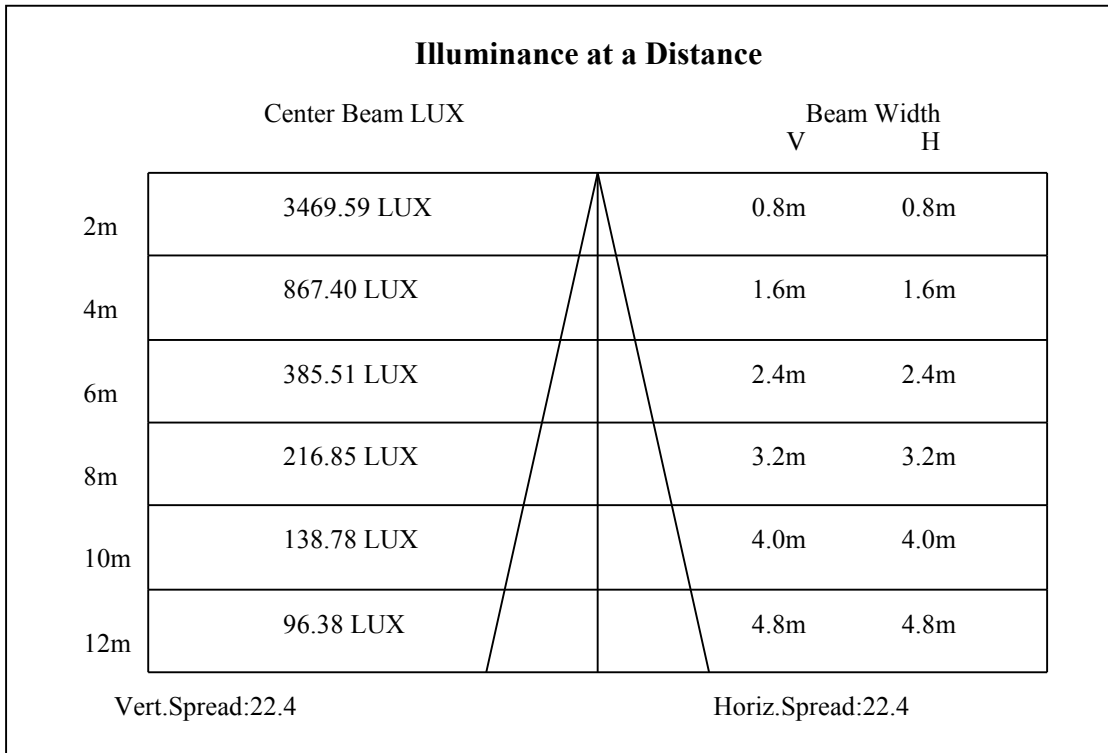 Illuminance at a Distance
Center Beam LUX Beam Width
V H
2m 3469.59 LUX 0.8m 0.8m
4m 867.40 LUX 1.6m 1.6m
6m 385.51 LUX 2.4m 2.4m
8m 216.85 LUX 3.2m 3.2m
10m 138.78 LUX 4.0m 4.0m
12m 96.38 LUX 4.8m 4.8m
Vert.Spread:22.4 Horiz.Spread:22.4